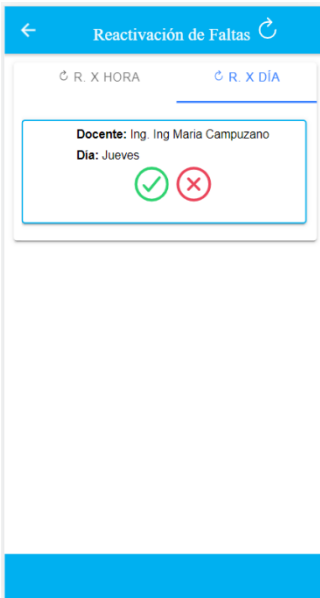 Reactivación de Faltas
R. X HORA
R. X DÍA
Docente: Ing. Ing Maria Campuzano
Día: Jueves